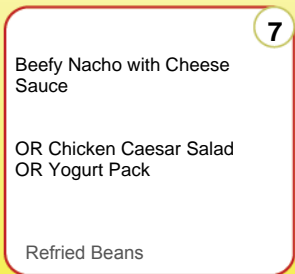 7
Beefy Nacho with Cheese
Sauce
OR Chicken Caesar Salad
OR Yogurt Pack
Refried Beans